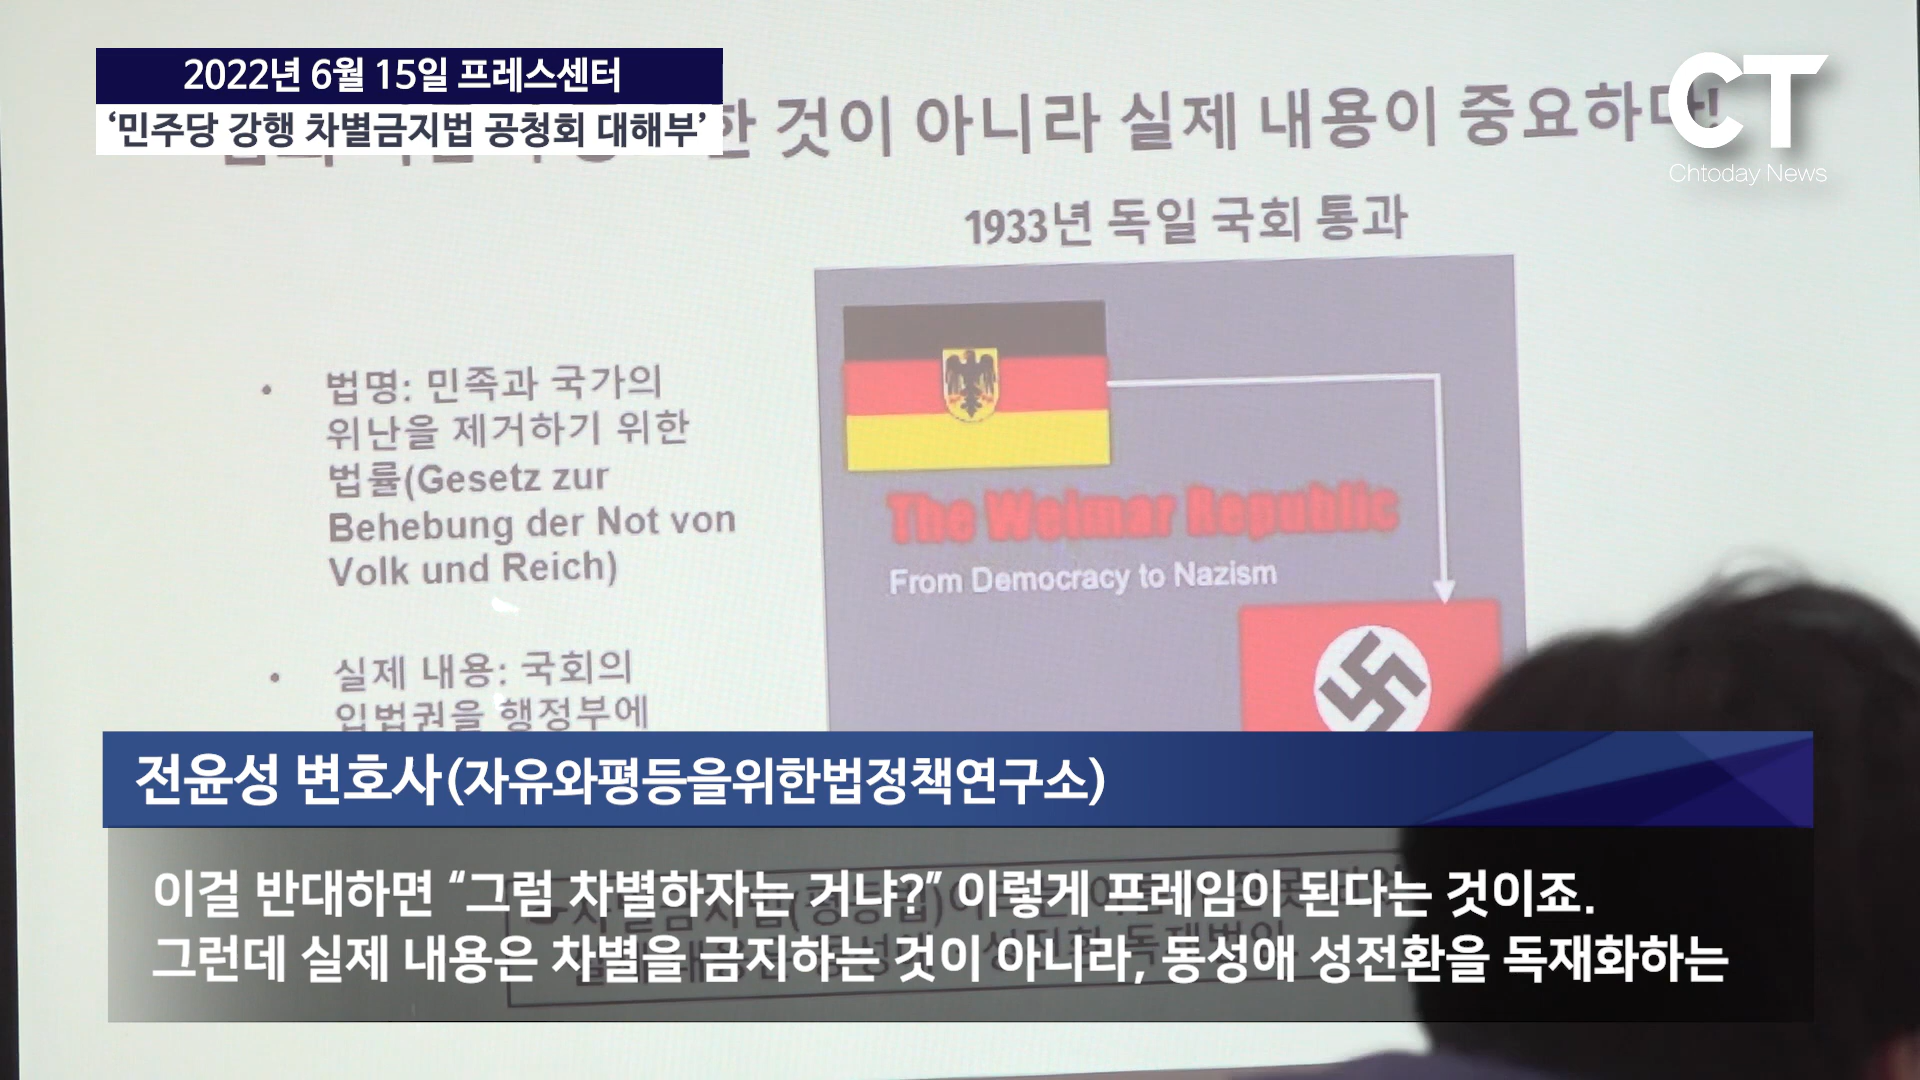 2022년 6월 15일 프레스센터
‘민주당 강행 차별금지법 공청회 대해부’
CT
Chtoday News
한 것이 아니라 실제 내용이 중요하다!
1933년 독일 국회 통과
• 법명: 민족과 국가의
위난을 제거하기 위한
법률(Gesetz zur
Behebung der Not von
Volk und Reich)
The Weimar Republic
From Democracy to Nazism
• 실제 내용: 국회의
입법권을 행정부에
전윤성 변호사(자유와평등을위한법정책연구소)
이걸 반대하면 “그럼 차별하자는 거냐?” 이렇게 프레임이 된다는 것이죠.
그런데 실제 내용은 차별을 금지하는 것이 아니라, 동성애 성전환을 독재화하는